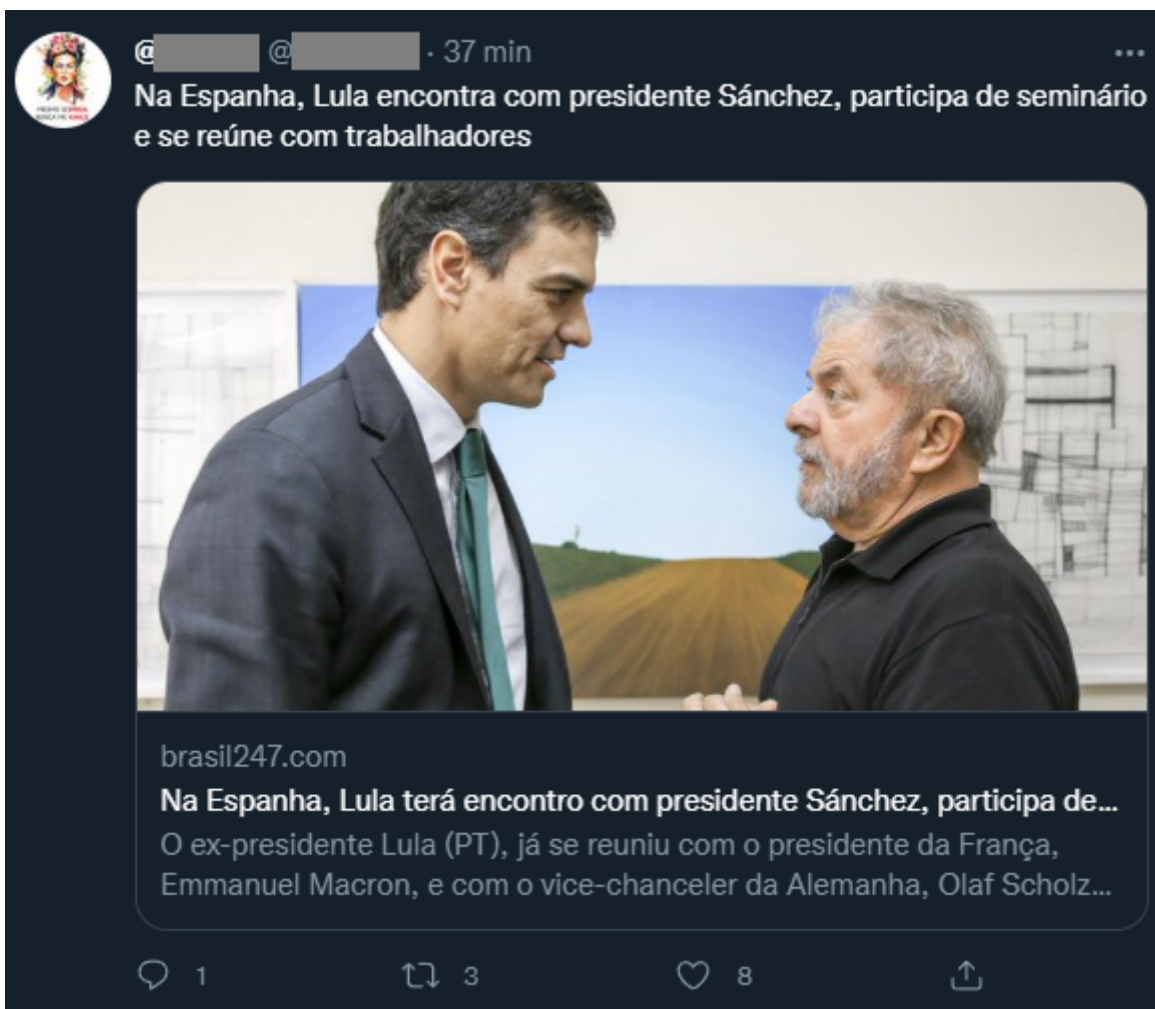 @ @ · 37 min
Na Espanha, Lula encontra com presidente Sánchez, participa de seminário
e se reúne com trabalhadores
brasil247.com
Na Espanha, Lula terá encontro com presidente Sánchez, participa de...
O ex-presidente Lula (PT), já se reuniu com o presidente da França,
Emmanuel Macron, e com o vice-chanceler da Alemanha, Olaf Scholz...
1 3 8